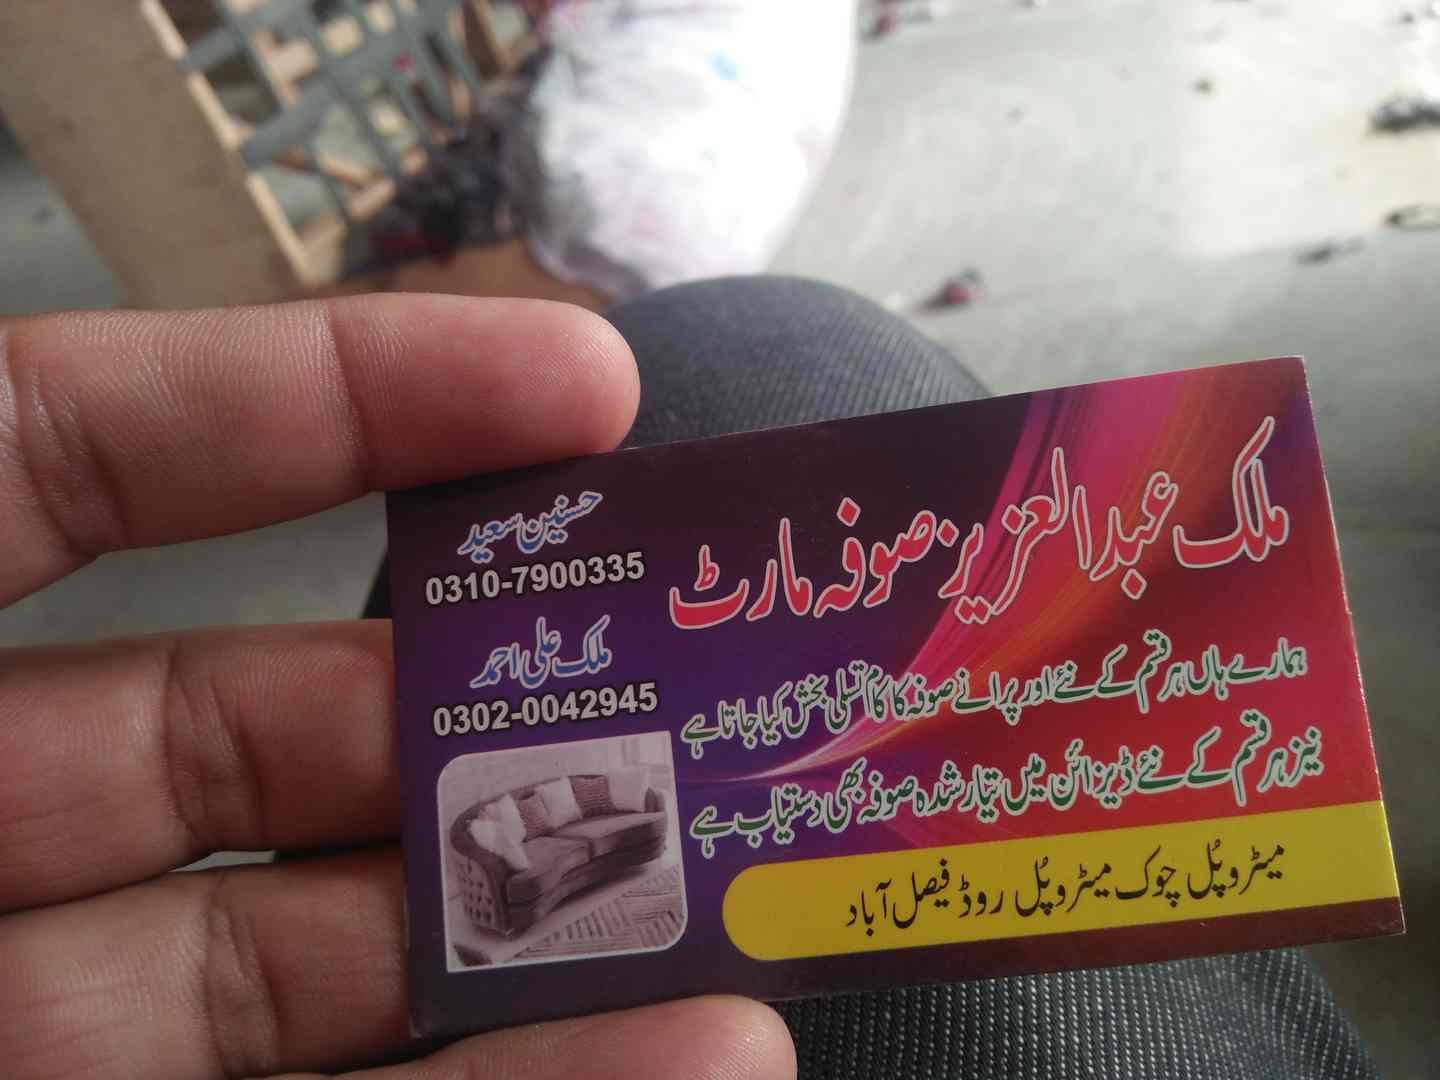 ملک عبدالعزیز صوفہ مارٹ
حسنین سعید
0310-7900335
ملک علی احمد
0302-0042945
ہمارے ہاں ہر قسم کے نئے اور پرانے صوفہ کا کام تسلی بخش کیا جاتا ہے
نیز ہر قسم کے نئے ڈیزائن میں تیار شدہ صوفہ بھی دستیاب ہے
میٹروپُل چوک میٹروپُل روڈ فیصل آباد